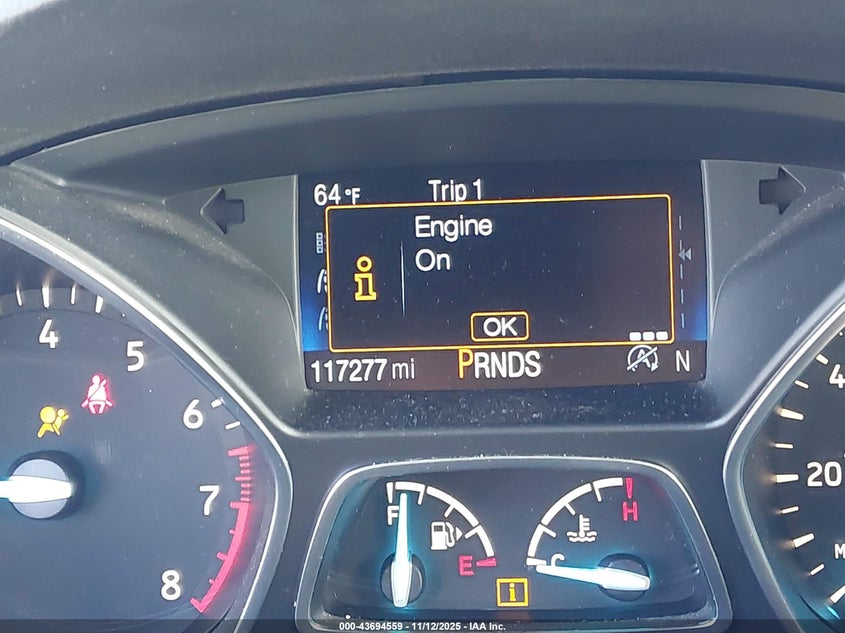 64°F Trip 1
Engine
On
OK
117277 mi PRNDS N
4
5
6
7
8
F
E
H
C
i
i
4
20
M
000-43694559 - 11/12/2025 - IAA Inc.